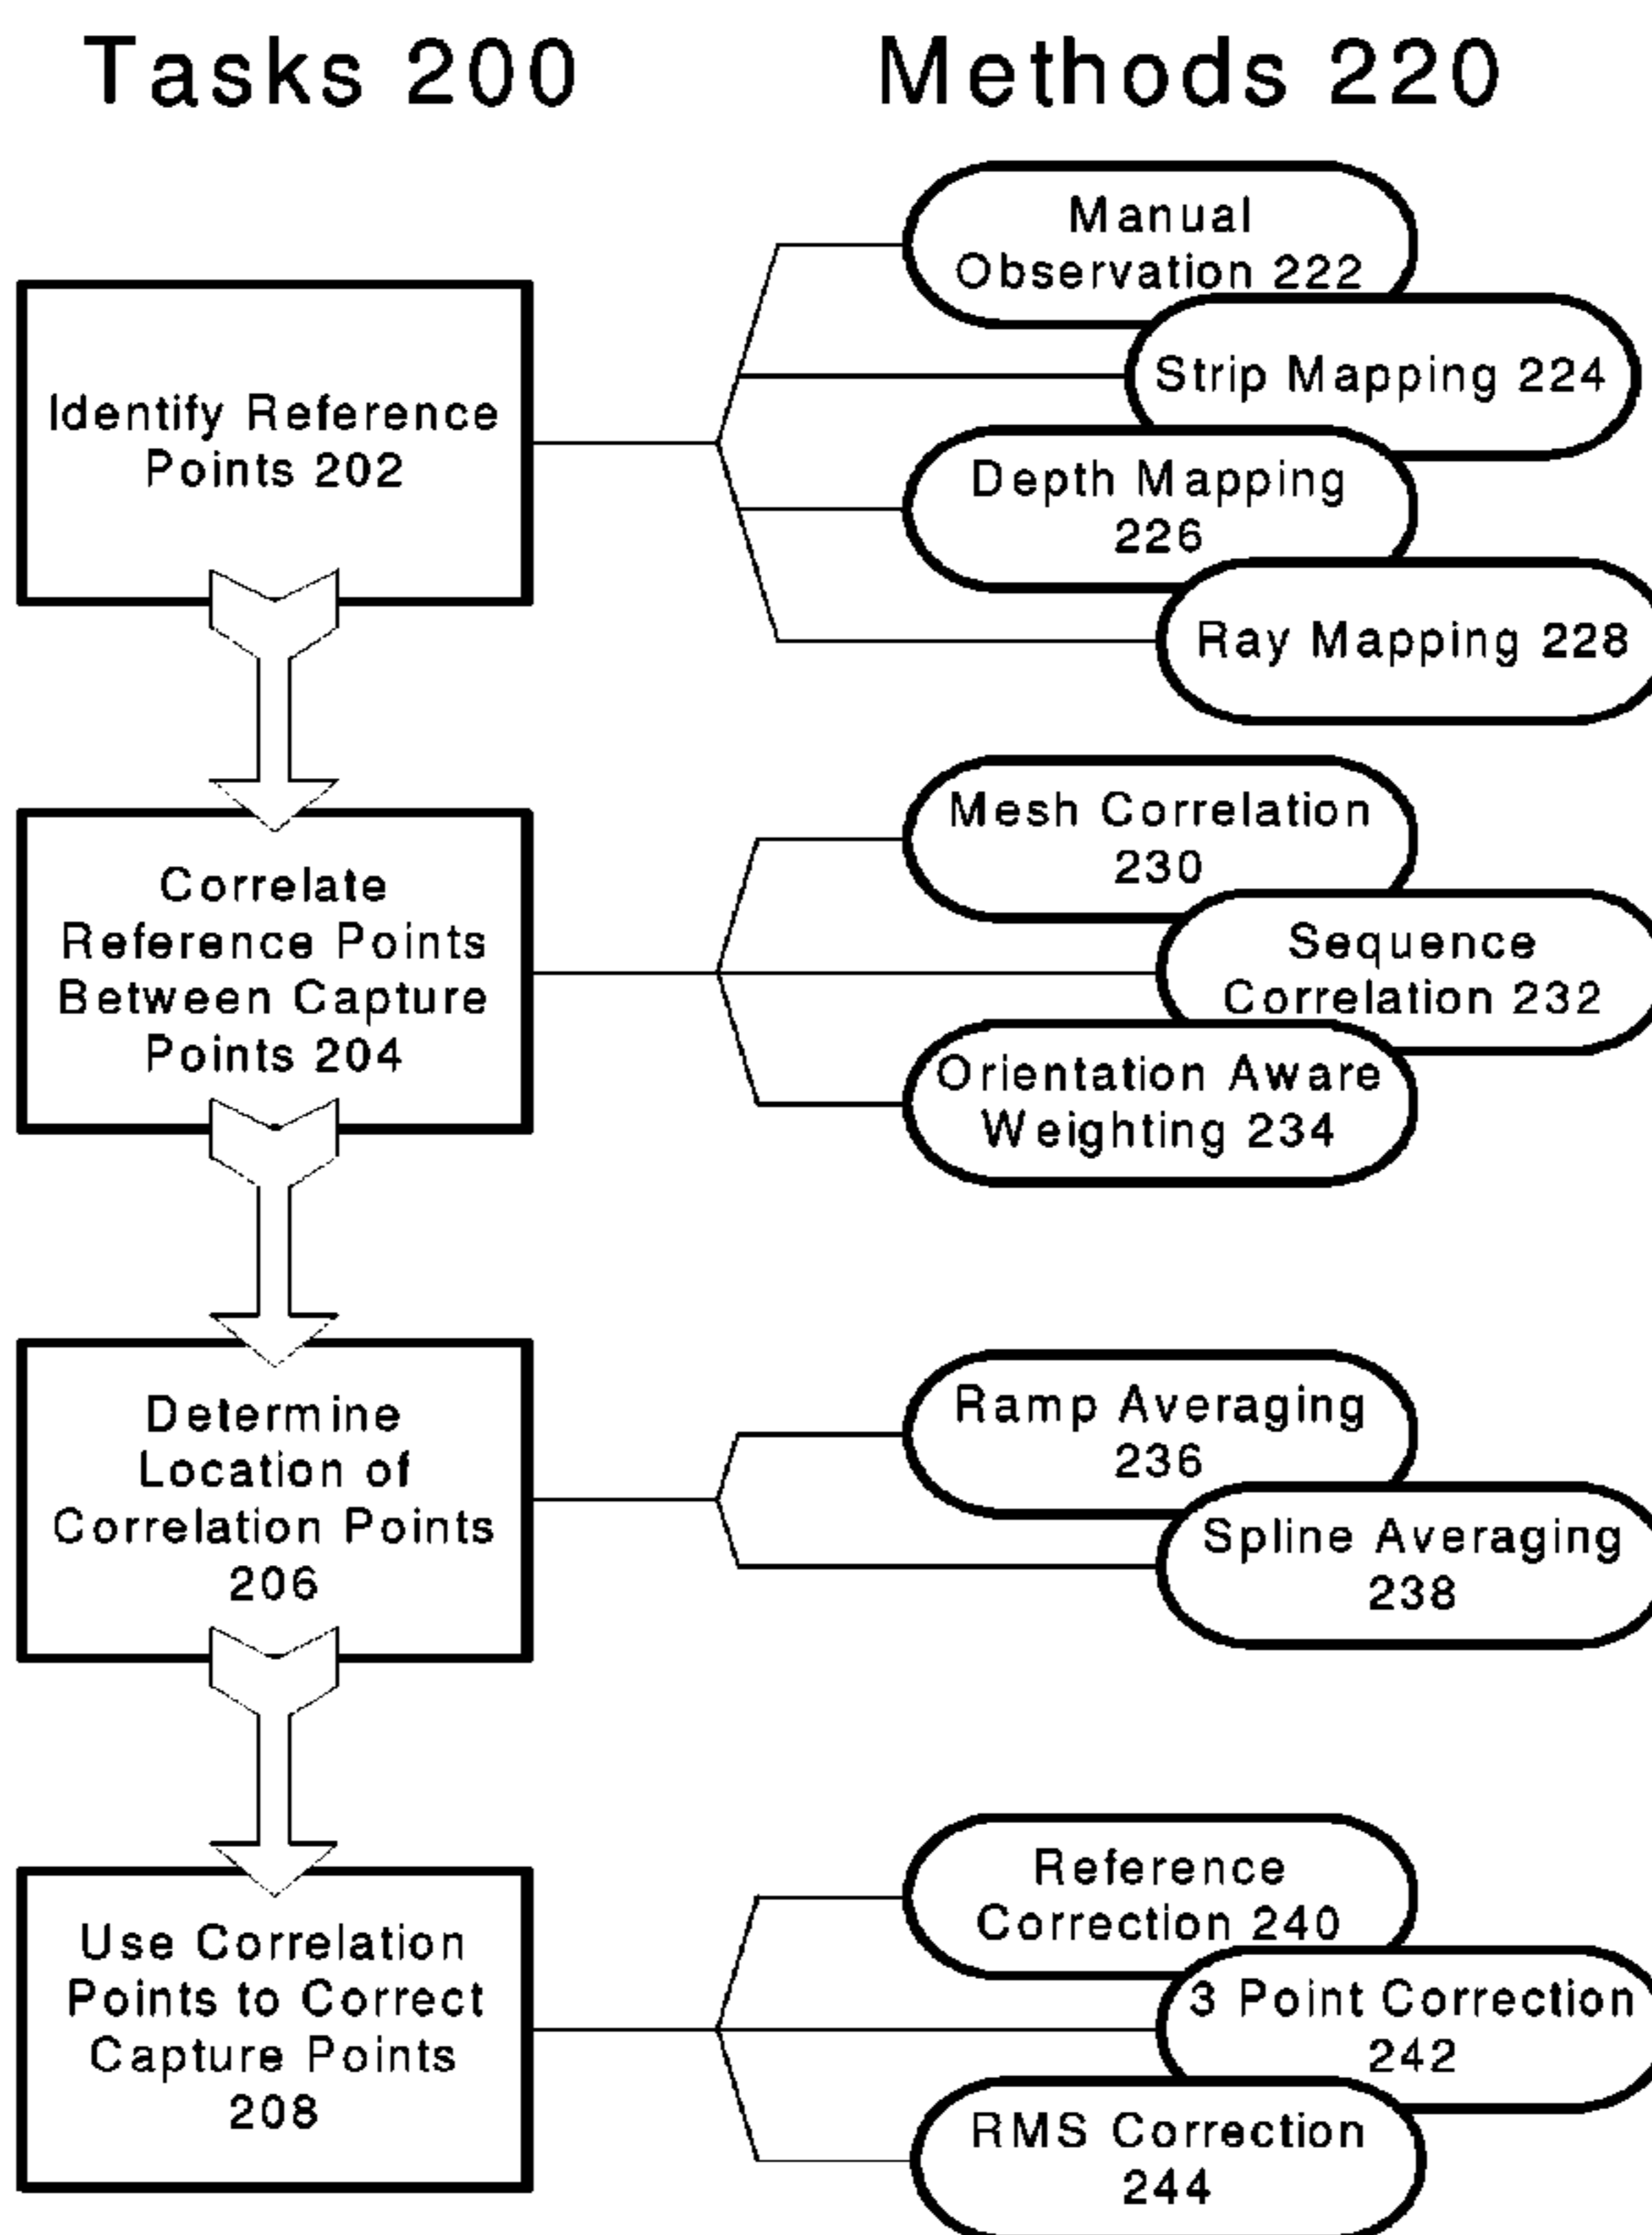 Tasks 200
Methods 220
Identify Reference
Points 202
Manual
Observation 222
Strip Mapping 224
Depth Mapping
226
Ray Mapping 228
Correlate
Reference Points
Between Capture
Points 204
Mesh Correlation
230
Sequence
Correlation 232
Orientation Aware
Weighting 234
Determine
Location of
Correlation Points
206
Ramp Averaging
236
Spline Averaging
238
Use Correlation
Points to Correct
Capture Points
208
Reference
Correction 240
3 Point Correction
242
RMS Correction
244